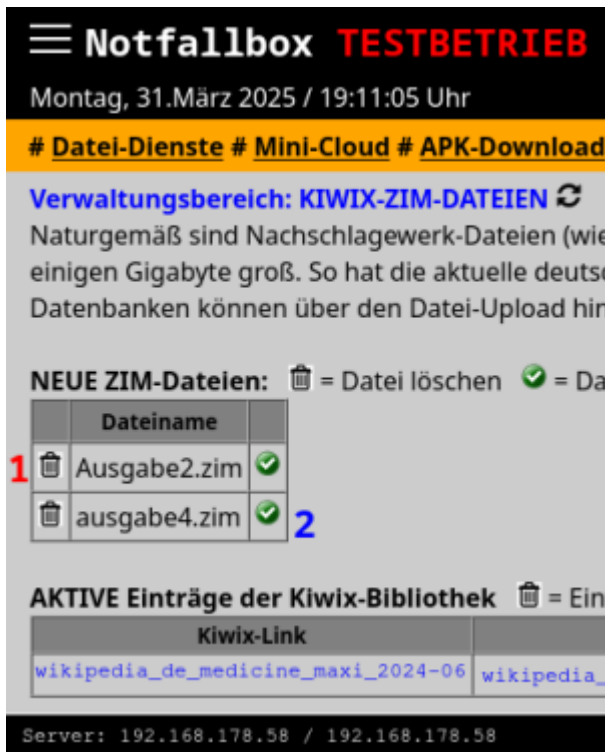 Notfallbox TESTBETRIEB
Montag, 31.März 2025 / 19:11:05 Uhr
# Datei-Dienste # Mini-Cloud # APK-Download
Verwaltungsbereich: KIWIX-ZIM-DATEIEN
Naturgemäß sind Nachschlagewerk-Dateien (wie
einigen Gigabyte groß. So hat die aktuelle deutsc
Datenbanken können über den Datei-Upload hin
NEUE ZIM-Dateien: = Datei löschen = Da
Dateiname
1 Ausgabe2.zim
ausgabe4.zim 2
AKTIVE Einträge der Kiwix-Bibliothek = Ein
Kiwix-Link
wikipedia_de_medicine_maxi_2024-06 wikipedia_
Server: 192.168.178.58 / 192.168.178.58